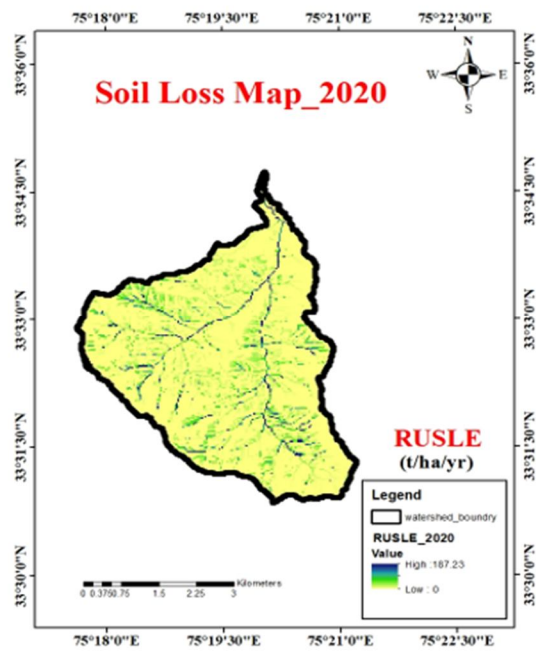 75°18'0"E 75°19'30"E 75°21'0"E 75°22'30"E
33°36'0"N
33°36'0"N
N
W E
S
Soil Loss Map_2020
33°34'30"N
33°34'30"N
33°33'0"N
33°33'0"N
33°31'30"N
33°31'30"N
RUSLE
(t/ha/yr)
Legend
watershed_boundry
RUSLE_2020
Value
High :187.23
Low : 0
33°30'0"N
33°30'0"N
Kilometers
0 0.375 0.75 1.5 2.25 3
75°18'0"E 75°19'30"E 75°21'0"E 75°22'30"E